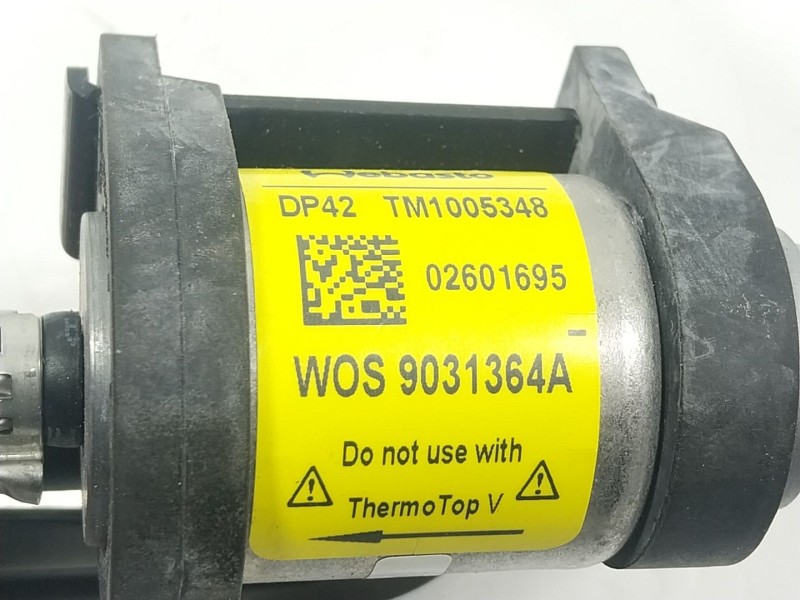 Webasto
DP42 TM1005348
02601695
WOS 9031364A
Do not use with
ThermoTop V